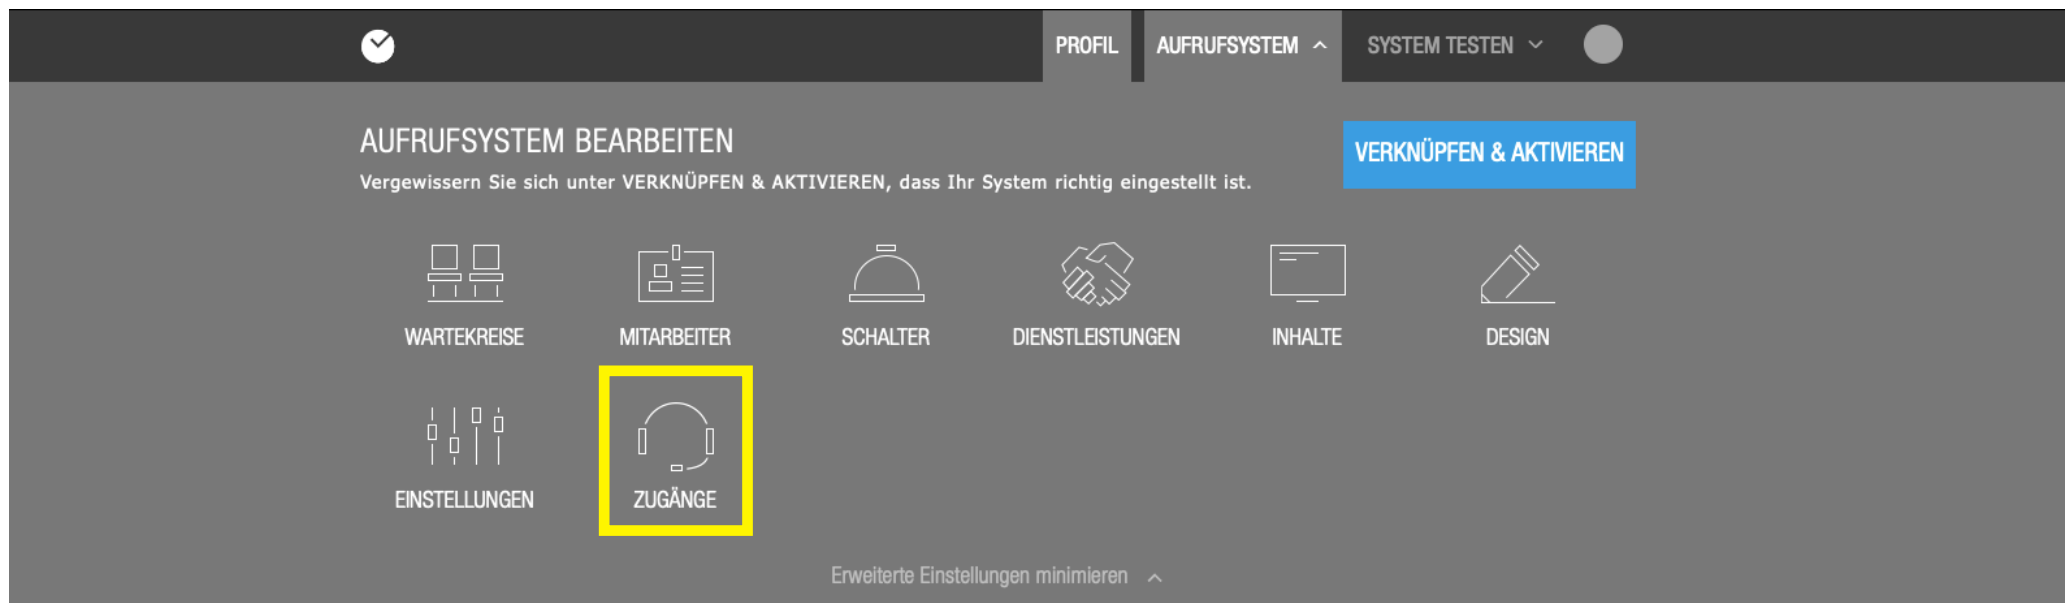 PROFIL AUFRUFSYSTEM SYSTEM TESTEN
AUFRUFSYSTEM BEARBEITEN
VERKNÜPFEN & AKTIVIEREN
Vergewissern Sie sich unter VERKNÜPFEN & AKTIVIEREN, dass Ihr System richtig eingestellt ist.
WARTEKREISE MITARBEITER SCHALTER DIENSTLEISTUNGEN INHALTE DESIGN
EINSTELLUNGEN ZUGÄNGE
Erweiterte Einstellungen minimieren